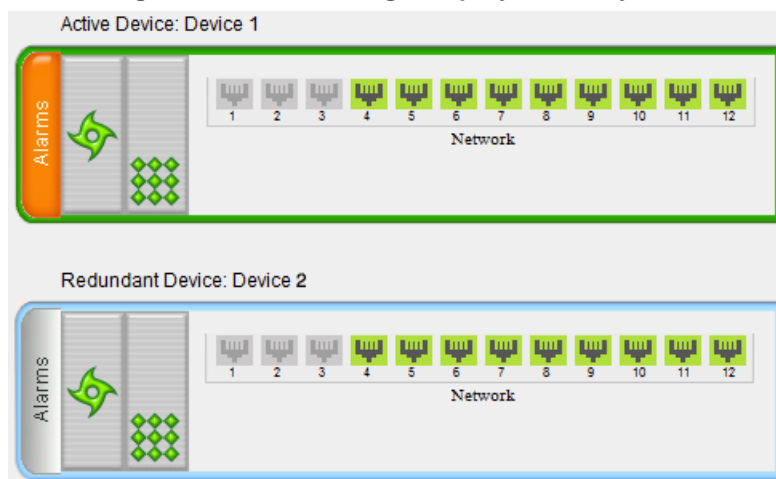 Active Device: Device 1
Alarms
1 2 3 4 5 6 7 8 9 10 11 12
Network
Redundant Device: Device 2
Alarms
1 2 3 4 5 6 7 8 9 10 11 12
Network